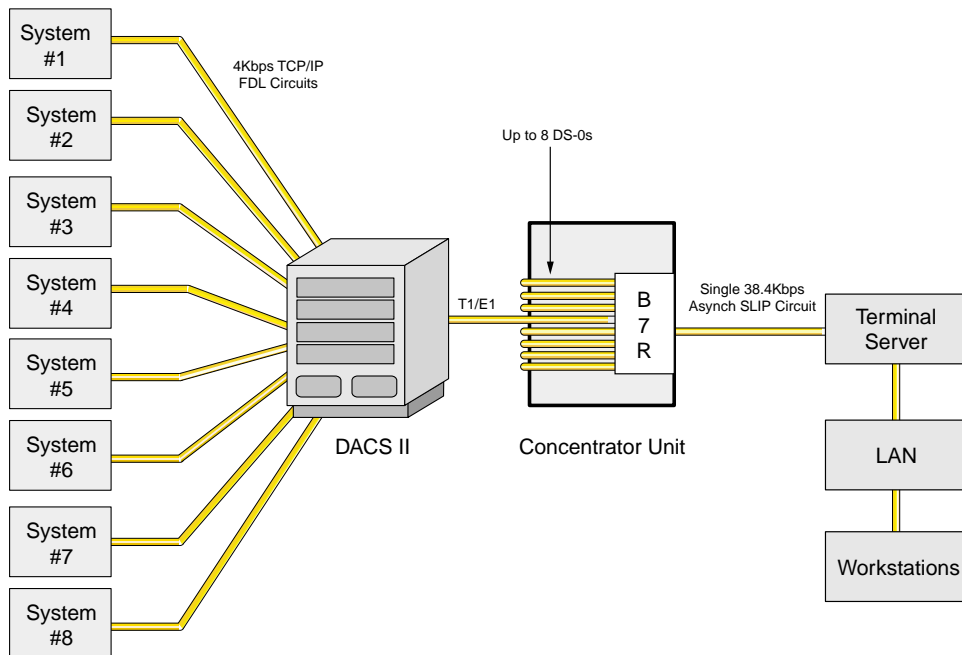 System
#1
System
#2
System
#3
System
#4
System
#5
System
#6
System
#7
System
#8
4Kbps TCP/IP
FDL Circuits
DACS II
T1/E1
Up to 8 DS-0s
B
7
R
Concentrator Unit
Single 38.4Kbps
Asynch SLIP Circuit
Terminal
Server
LAN
Workstations